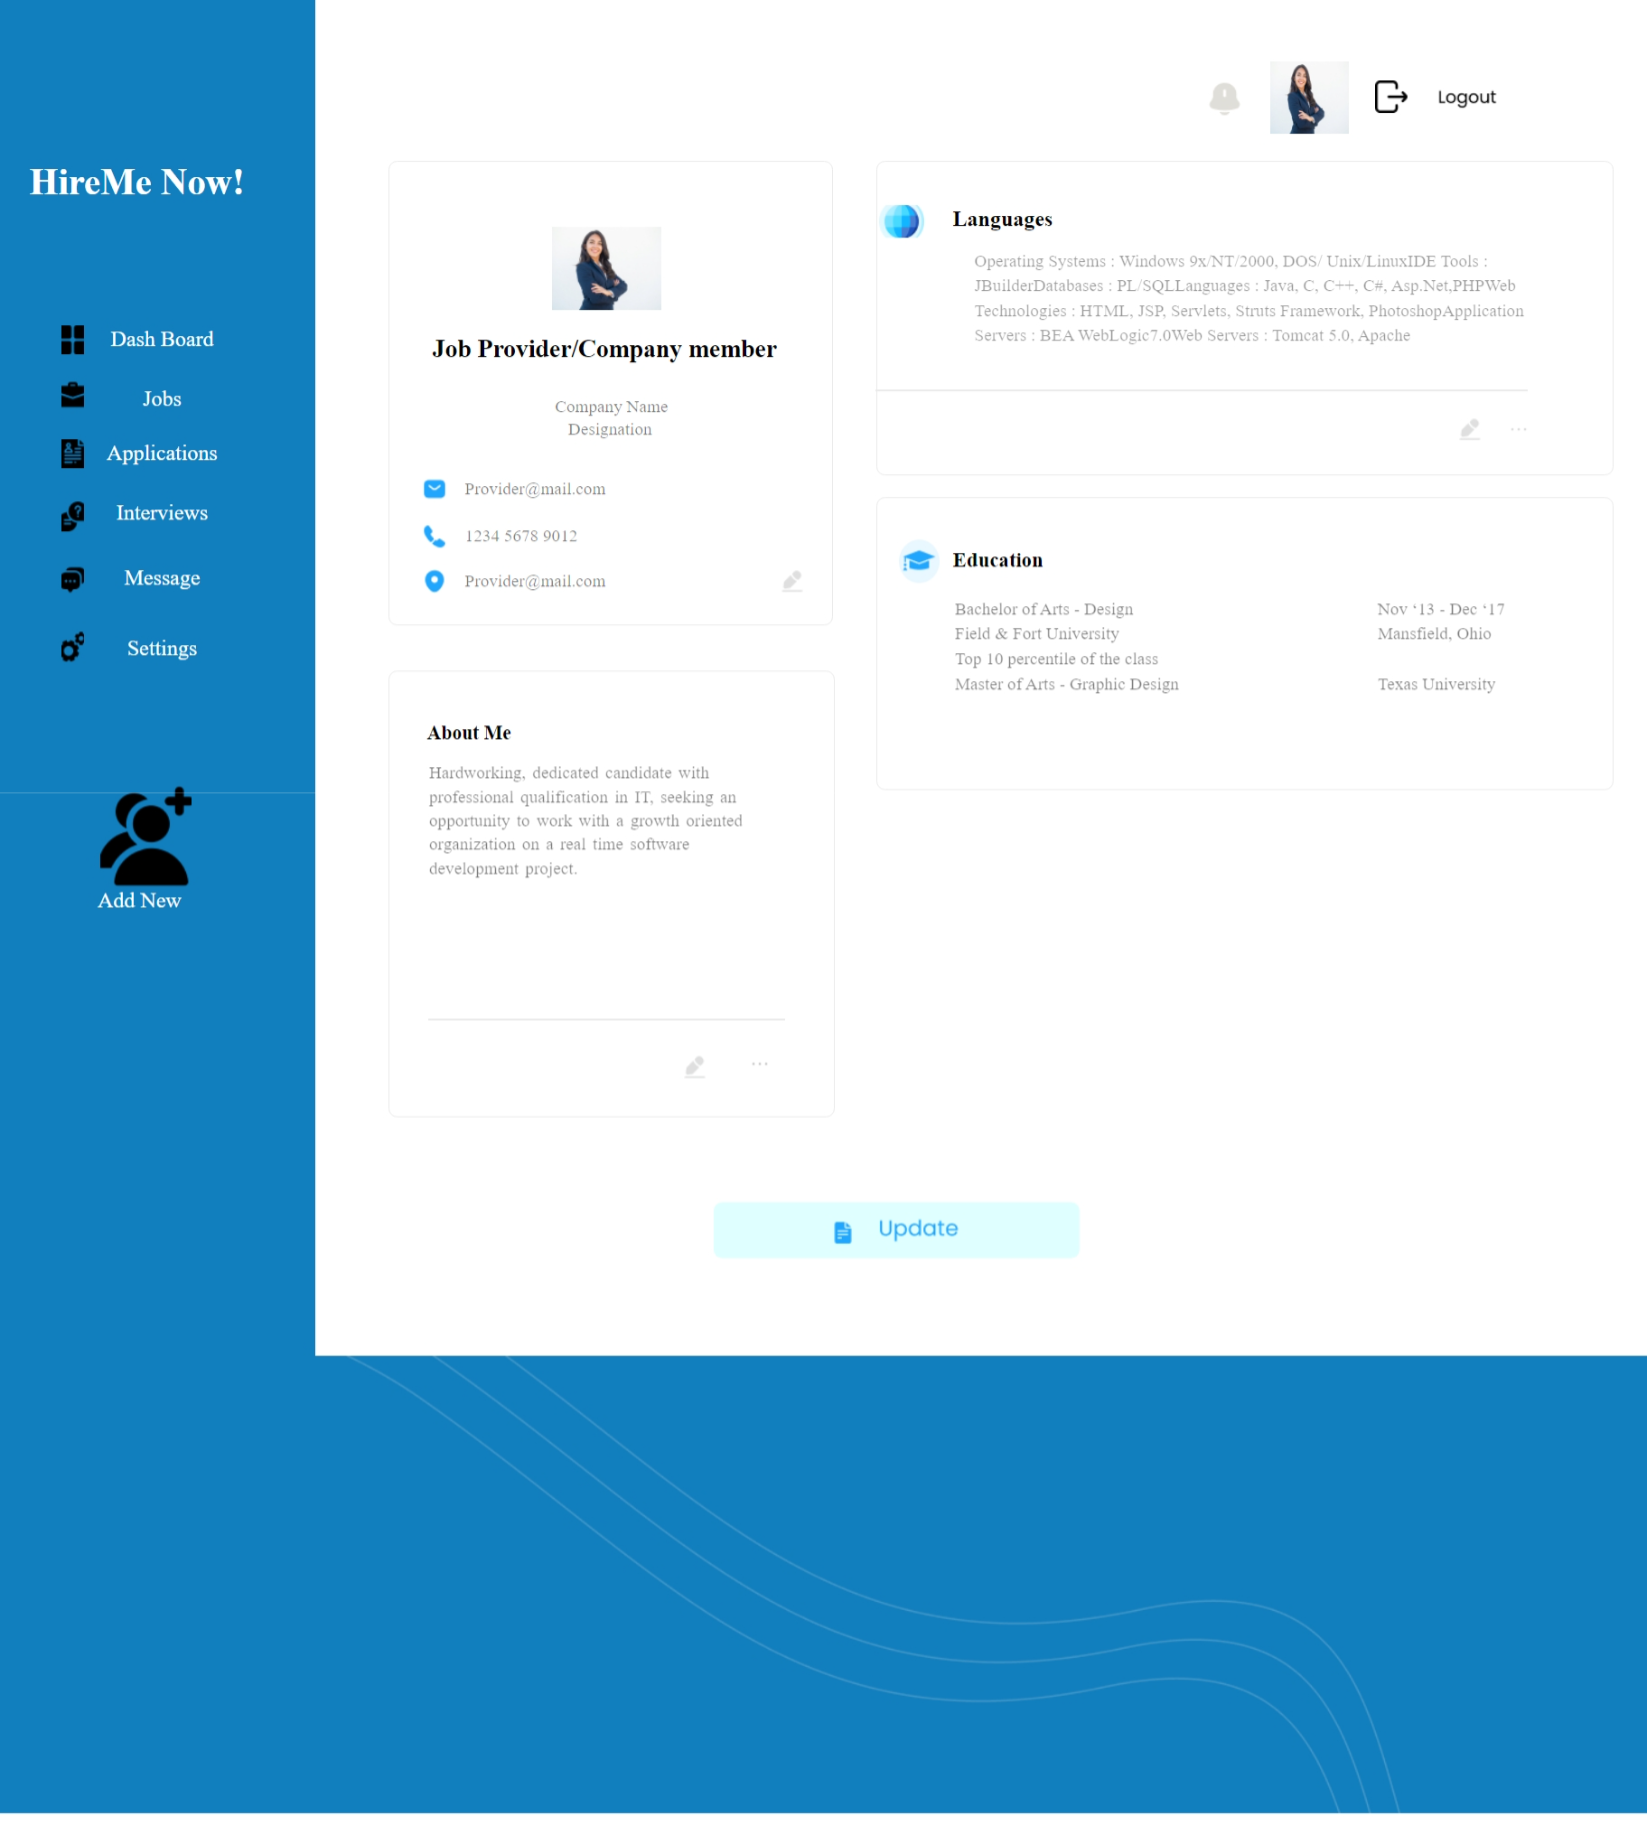 Logout
HireMe Now!
Dash Board
Jobs
Applications
Interviews
Message
Settings
Add New
Job Provider/Company member
Company Name
Designation
Provider@mail.com
1234 5678 9012
Provider@mail.com
About Me
Hardworking, dedicated candidate with
professional qualification in IT, seeking an
opportunity to work with a growth oriented
organization on a real time software
development project.
Languages
Operating Systems : Windows 9x/NT/2000, DOS/ Unix/LinuxIDE Tools :
JBuilderDatabases : PL/SQLLanguages : Java, C, C++, C#, Asp.Net,PHPWeb
Technologies : HTML, JSP, Servlets, Struts Framework, PhotoshopApplication
Servers : BEA WebLogic7.0Web Servers : Tomcat 5.0, Apache
Education
Bachelor of Arts - Design Nov ‘13 - Dec ‘17
Field & Fort University Mansfield, Ohio
Top 10 percentile of the class
Master of Arts - Graphic Design Texas University
Update